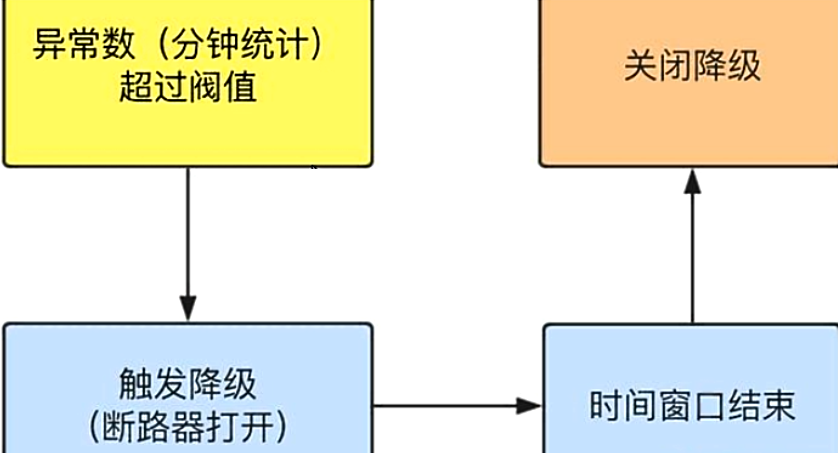 异常数（分钟统计）
超过阀值
关闭降级
触发降级
（断路器打开）
时间窗口结束